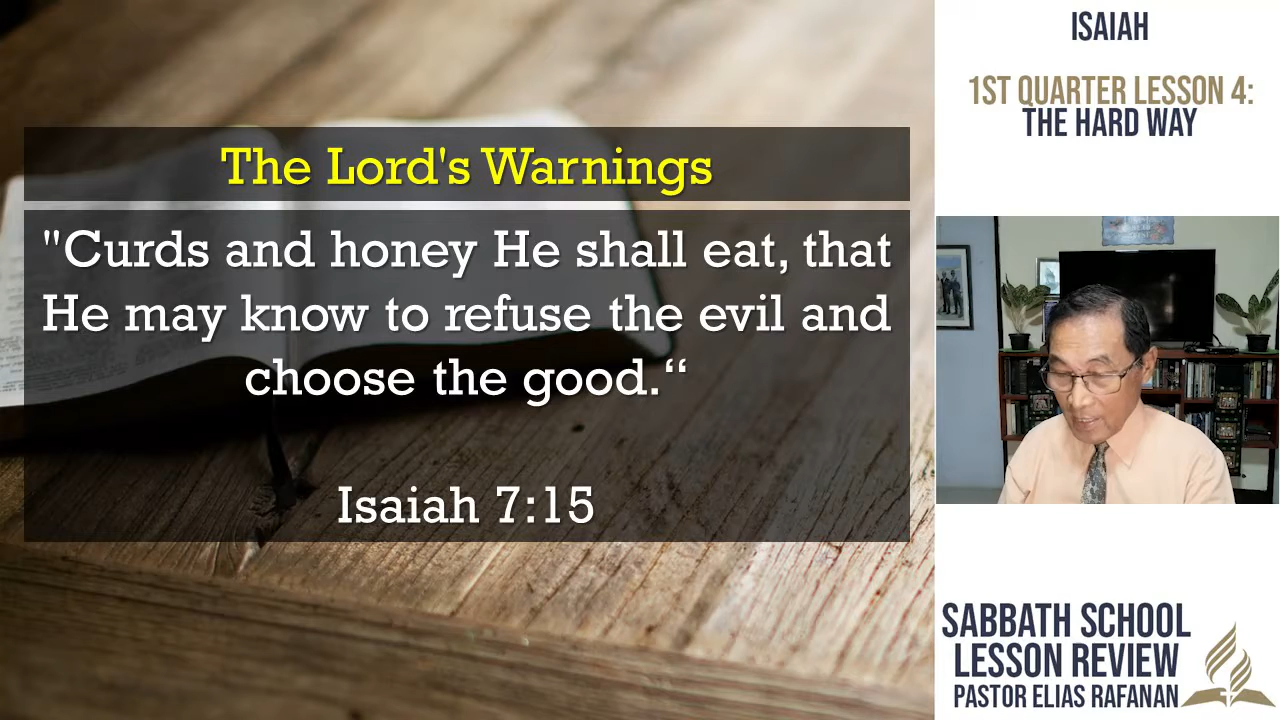 The Lord's Warnings
"Curds and honey He shall eat, that
He may know to refuse the evil and
choose the good.“
Isaiah 7:15
ISAIAH
1ST QUARTER LESSON 4:
THE HARD WAY
SABBATH SCHOOL
LESSON REVIEW
PASTOR ELIAS RAFANAN